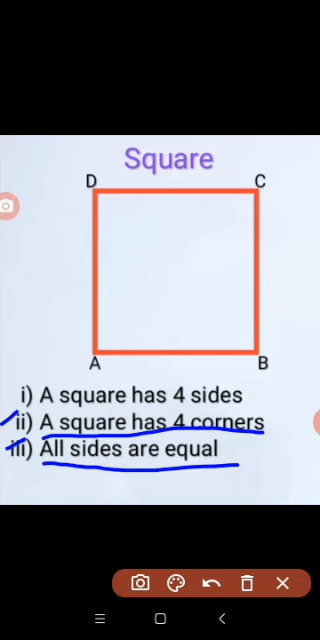 Square
D C
A B
i) A square has 4 sides
ii) A square has 4 corners
iii) All sides are equal